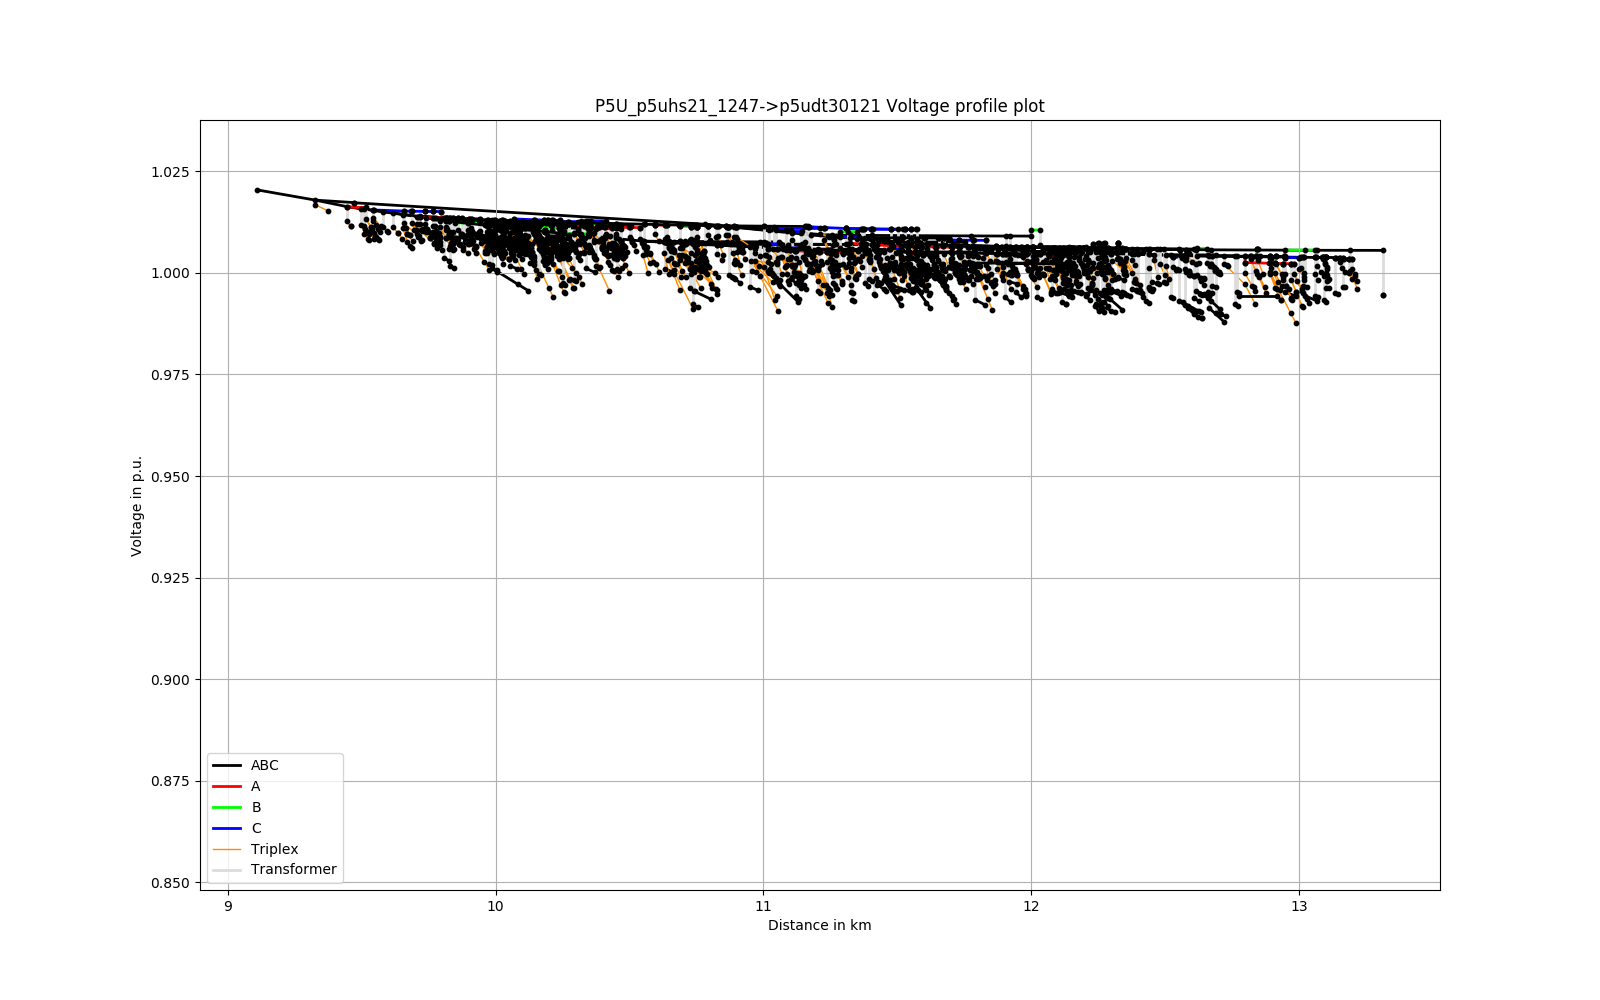 P5U_p5uhs21_1247->p5udt30121 Voltage profile plot
1.025
1.000
0.975
0.950
0.925
0.900
0.875
0.850
Voltage in p.u.
ABC
A
B
C
Triplex
Transformer
9
10
11
12
13
Distance in km